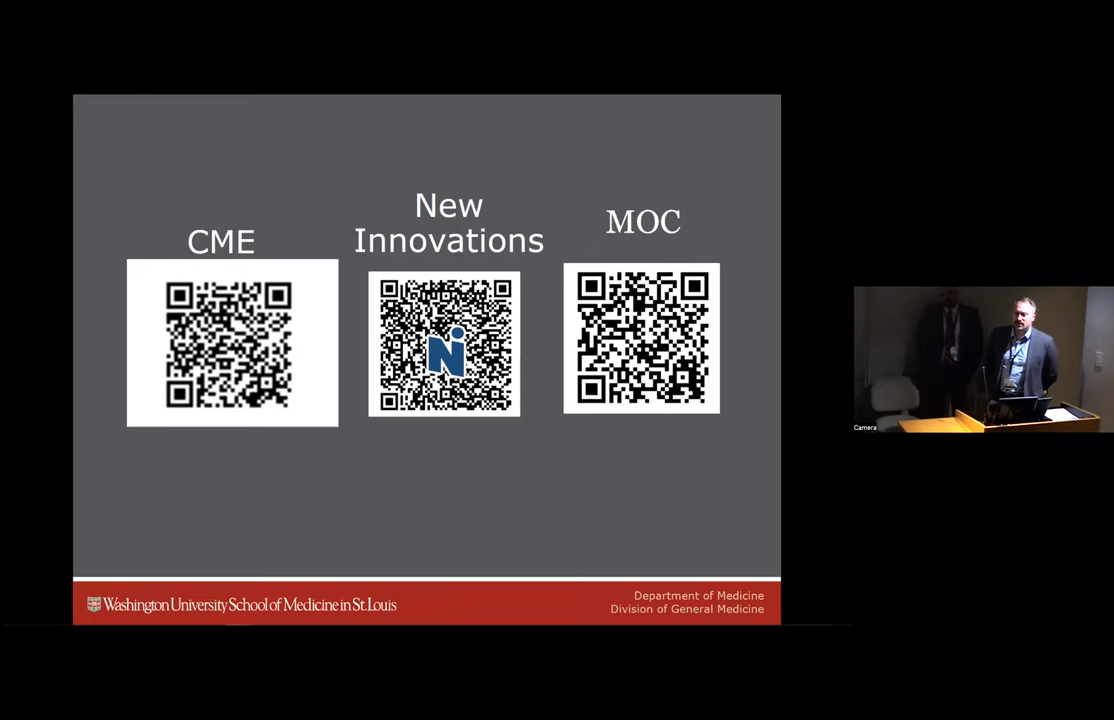 CME
New
Innovations
MOC
Ni
Washington University School of Medicine in St. Louis
Department of Medicine
Division of General Medicine
Camera